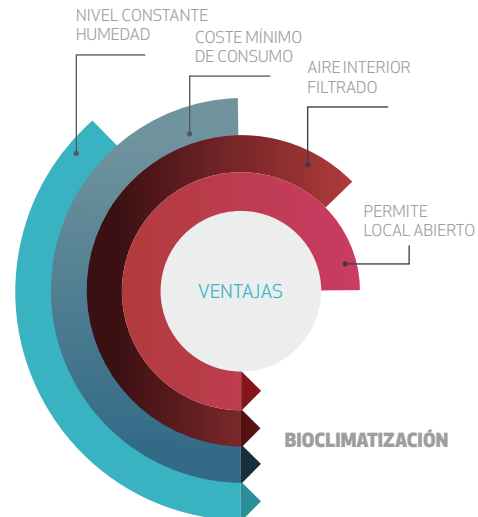 NIVEL CONSTANTE
HUMEDAD
COSTE MÍNIMO
DE CONSUMO
AIRE INTERIOR
FILTRADO
PERMITE
LOCAL ABIERTO
VENTAJAS
BIOCLIMATIZACIÓN